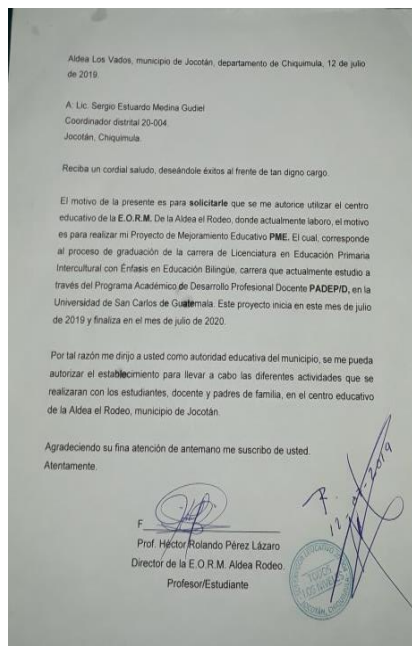 Aldea Los Vados, municipio de Jocotán, departamento de Chiquimula, 12 de julio
de 2019.
A: Lic. Sergio Estuardo Medina Gudiel
Coordinador distrital 20-004.
Jocotán, Chiquimula.
Reciba un cordial saludo, deseándole éxitos al frente de tan digno cargo.
El motivo de la presente es para solicitarle que se me autorice utilizar el centro
educativo de la E.O.R.M. De la Aldea el Rodeo, donde actualmente laboro, el motivo
es para realizar mi Proyecto de Mejoramiento Educativo PME. El cual, corresponde
al proceso de graduación de la carrera de Licenciatura en Educación Primaria
Intercultural con Énfasis en Educación Bilingüe, carrera que actualmente estudio a
través del Programa Académico de Desarrollo Profesional Docente PADEP/D, en la
Universidad de San Carlos de Guatemala. Este proyecto inicia en este mes de julio
de 2019 y finaliza en el mes de julio de 2020.
Por tal razón me dirijo a usted como autoridad educativa del municipio, se me pueda
autorizar el establecimiento para llevar a cabo las diferentes actividades que se
realizaran con los estudiantes, docente y padres de familia, en el centro educativo
de la Aldea el Rodeo, municipio de Jocotán.
Agradeciendo su fina atención de antemano me suscribo de usted.
Atentamente.
F
Prof. Héctor Rolando Pérez Lázaro
Director de la E.O.R.M. Aldea Rodeo.
Profesor/Estudiante
R.
12-07-2019